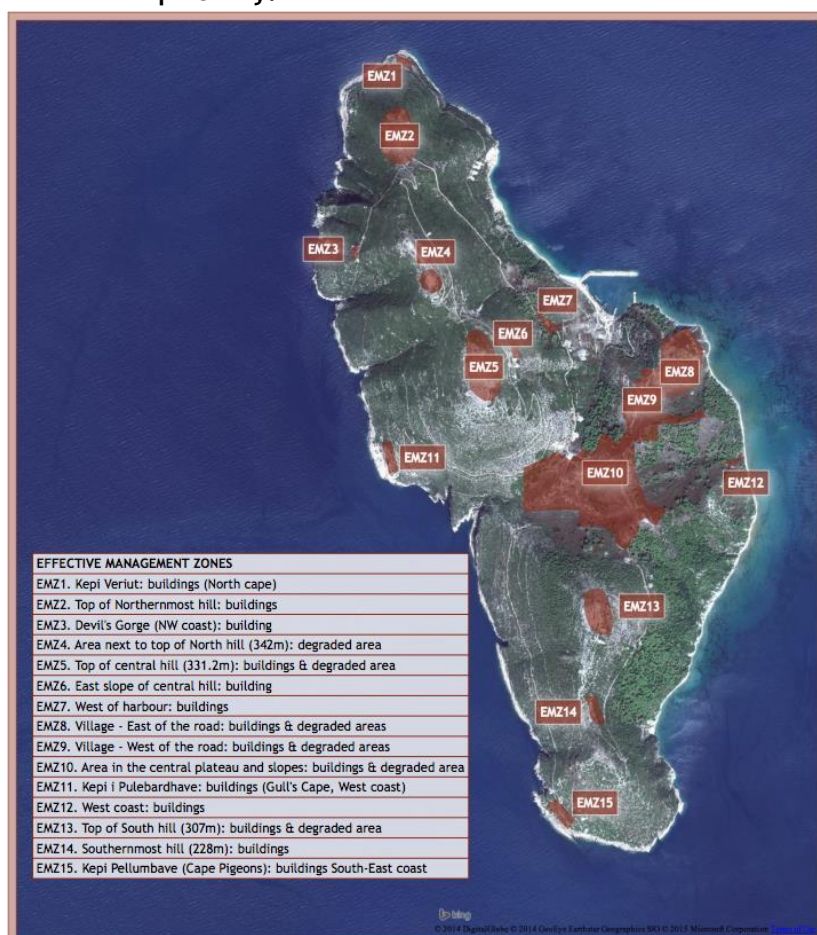 EMZ1
EMZ2
EMZ3
EMZ4
EMZ7
EMZ6
EMZ5
EMZ8
EMZ9
EMZ11
EMZ10
EMZ12
EMZ13
EMZ14
EMZ15
EFFECTIVE MANAGEMENT ZONES
EMZ1. Kepi Veriut: buildings (North cape)
EMZ2. Top of Northernmost hill: buildings
EMZ3. Devil's Gorge (NW coast): building
EMZ4. Area next to top of North hill (342m): degraded area
EMZ5. Top of central hill (331.2m): buildings & degraded area
EMZ6. East slope of central hill: building
EMZ7. West of harbour: buildings
EMZ8. Village - East of the road: buildings & degraded areas
EMZ9. Village - West of the road: buildings & degraded areas
EMZ10. Area in the central plateau and slopes: buildings & degraded area
EMZ11. Kepi i Pulebardhave: buildings (Gull's Cape, West coast)
EMZ12. West coast: buildings
EMZ13. Top of South hill (307m): buildings & degraded area
EMZ14. Southernmost hill (228m): buildings
EMZ15. Kepi Pellumbave (Cape Pigeons): buildings South-East coast
bing
© 2014 DigitalGlobe © 2014 GeoEye Earthstar Geographics SIO © 2015 Microsoft Corporation